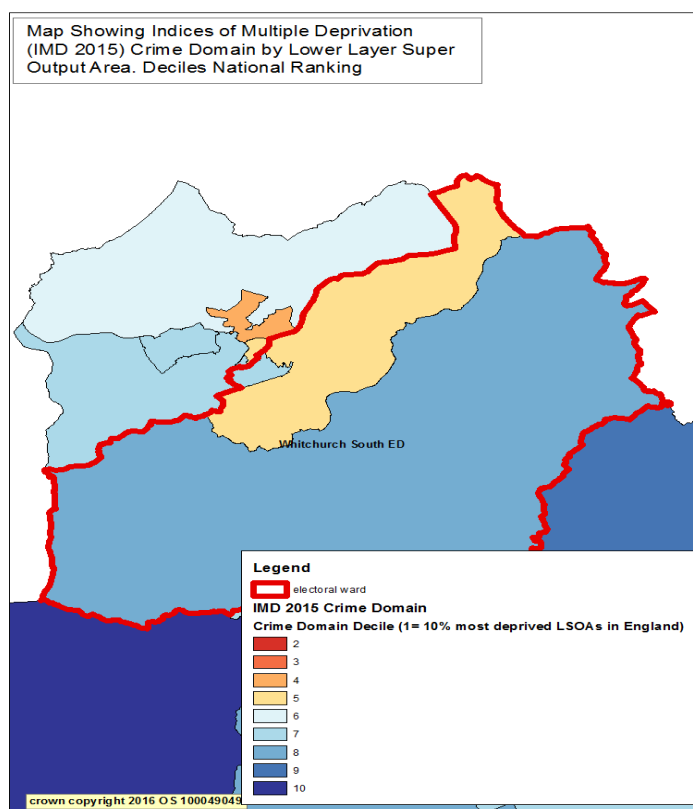 Map Showing Indices of Multiple Deprivation
(IMD 2015) Crime Domain by Lower Layer Super
Output Area. Deciles National Ranking
Whitchurch South ED
Legend
electoral ward
IMD 2015 Crime Domain
Crime Domain Decile (1= 10% most deprived LSOAs in England)
2
3
4
5
6
7
8
9
10
crown copyright 2016 OS 100049049